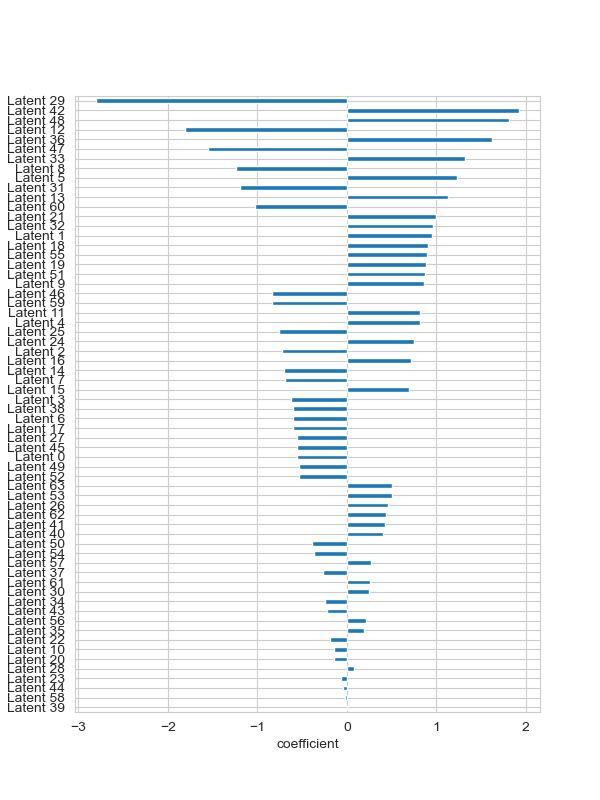 Latent 29
Latent 42
Latent 48
Latent 12
Latent 36
Latent 47
Latent 33
Latent 8
Latent 5
Latent 31
Latent 13
Latent 60
Latent 21
Latent 32
Latent 1
Latent 18
Latent 55
Latent 19
Latent 51
Latent 9
Latent 46
Latent 59
Latent 11
Latent 4
Latent 25
Latent 24
Latent 2
Latent 16
Latent 14
Latent 7
Latent 15
Latent 3
Latent 38
Latent 6
Latent 17
Latent 27
Latent 45
Latent 0
Latent 49
Latent 52
Latent 63
Latent 53
Latent 26
Latent 62
Latent 41
Latent 40
Latent 50
Latent 54
Latent 57
Latent 37
Latent 61
Latent 30
Latent 34
Latent 43
Latent 56
Latent 35
Latent 22
Latent 10
Latent 20
Latent 28
Latent 23
Latent 44
Latent 58
Latent 39
−3 −2 −1 0 1 2
coefficient